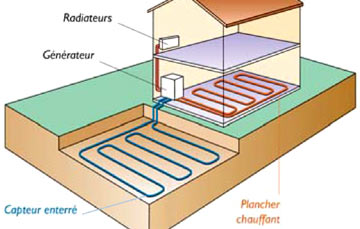 Radiateurs
Générateur
Capteur enterré
Plancher
chauffant